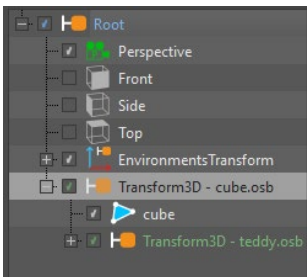 Root
Perspective
Front
Side
Top
EnvironmentsTransform
Transform3D - cube.osb
cube
Transform3D - teddy.osb